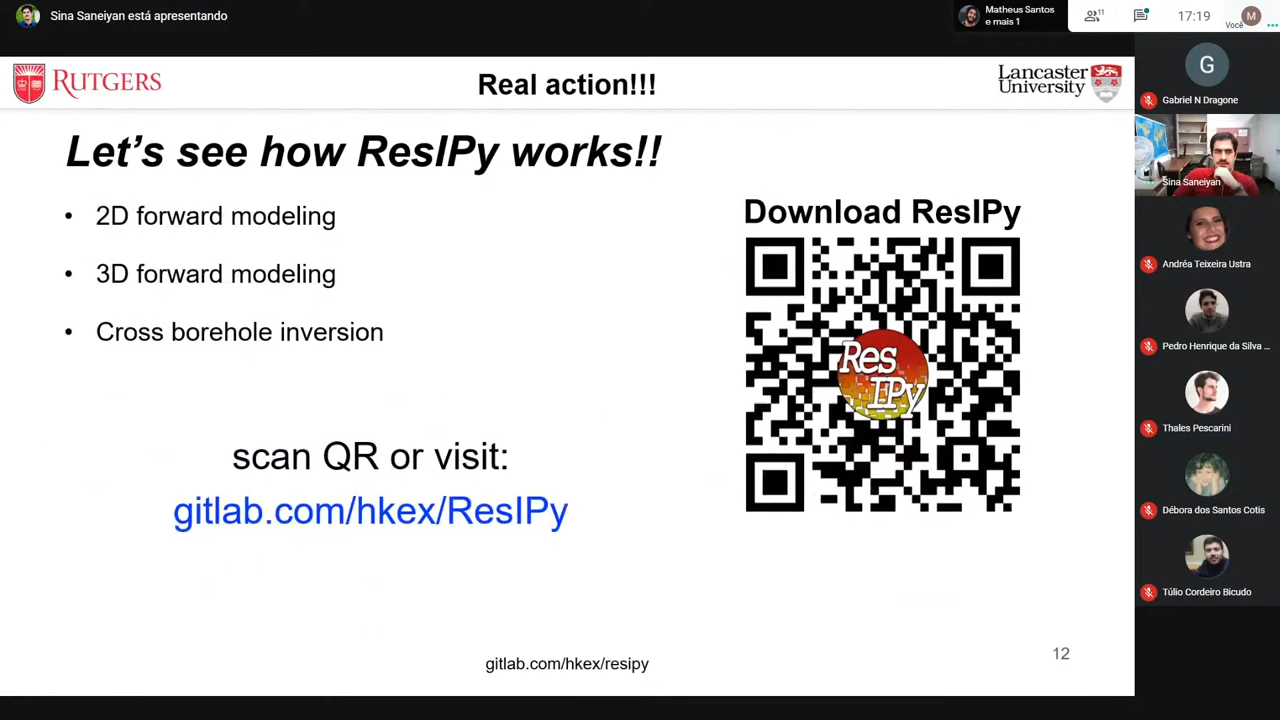 Sina Saneiyan está apresentando
Matheus Santos
e mais 1
11
17:19
Você
M
RUTGERS
Real action!!!
Lancaster
University
Let's see how ResIPy works!!
• 2D forward modeling
• 3D forward modeling
• Cross borehole inversion
Download ResIPy
Res
IPy
scan QR or visit:
gitlab.com/hkex/ResIPy
gitlab.com/hkex/resipy
12
G
Gabriel N Dragone
Sina Saneiyan
Andréa Teixeira Ustra
Pedro Henrique da Silva ...
Thales Pescarini
Débora dos Santos Cotis
Túlio Cordeiro Bicudo